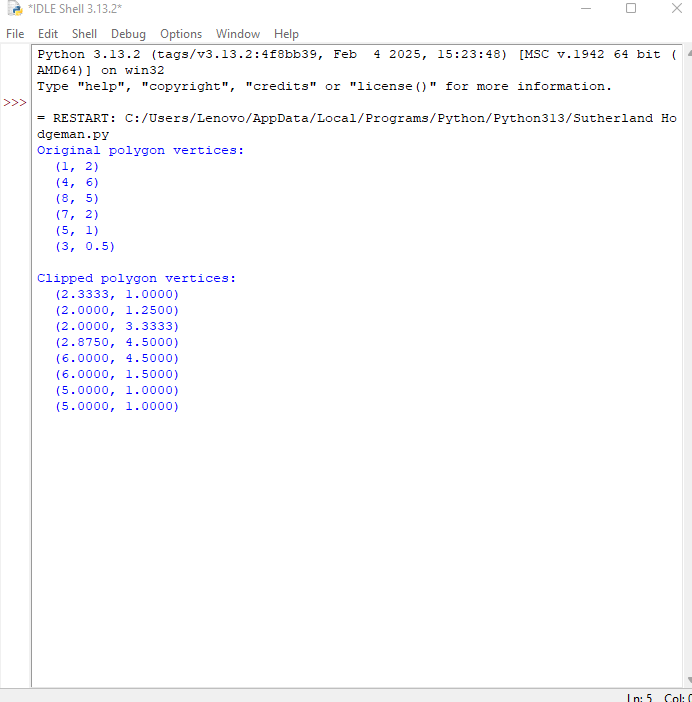 *IDLE Shell 3.13.2*
File Edit Shell Debug Options Window Help
Python 3.13.2 (tags/v3.13.2:4f8bb39, Feb  4 2025, 15:23:48) [MSC v.1942 64 bit (
AMD64)] on win32
Type "help", "copyright", "credits" or "license()" for more information.
>>>
= RESTART: C:/Users/Lenovo/AppData/Local/Programs/Python/Python313/Sutherland Ho
dgeman.py
Original polygon vertices:
(1, 2)
(4, 6)
(8, 5)
(7, 2)
(5, 1)
(3, 0.5)
Clipped polygon vertices:
(2.3333, 1.0000)
(2.0000, 1.2500)
(2.0000, 3.3333)
(2.8750, 4.5000)
(6.0000, 4.5000)
(6.0000, 1.5000)
(5.0000, 1.0000)
(5.0000, 1.0000)
Ln: 5 Col: